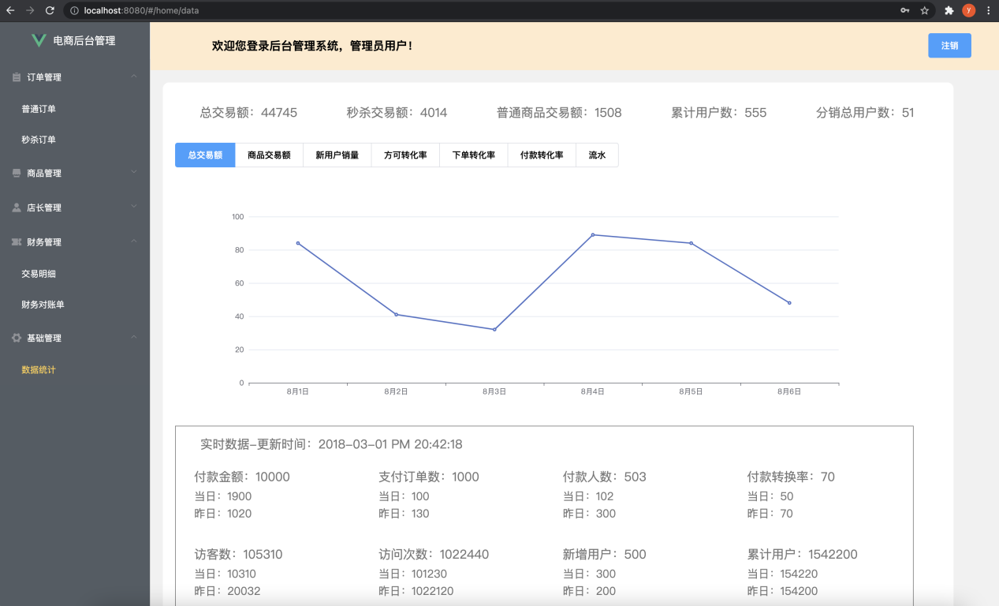 localhost:8080/#/home/data
y
电商后台管理
订单管理
普通订单
秒杀订单
商品管理
店长管理
财务管理
交易明细
财务对账单
基础管理
数据统计
欢迎您登录后台管理系统，管理员用户！
注销
总交易额：44745 秒杀交易额：4014 普通商品交易额：1508 累计用户数：555 分销总用户数：51
总交易额 商品交易额 新用户销量 方可转化率 下单转化率 付款转化率 流水
100
80
60
40
20
0
8月1日 8月2日 8月3日 8月4日 8月5日 8月6日
实时数据-更新时间：2018-03-01 PM 20:42:18
付款金额：10000 支付订单数：1000 付款人数：503 付款转换率：70
当日：1900 当日：100 当日：102 当日：50
昨日：1020 昨日：130 昨日：300 昨日：70
访客数：105310 访问次数：1022440 新增用户：500 累计用户：1542200
当日：10310 当日：101230 当日：300 当日：154220
昨日：20032 昨日：1022120 昨日：200 昨日：154200